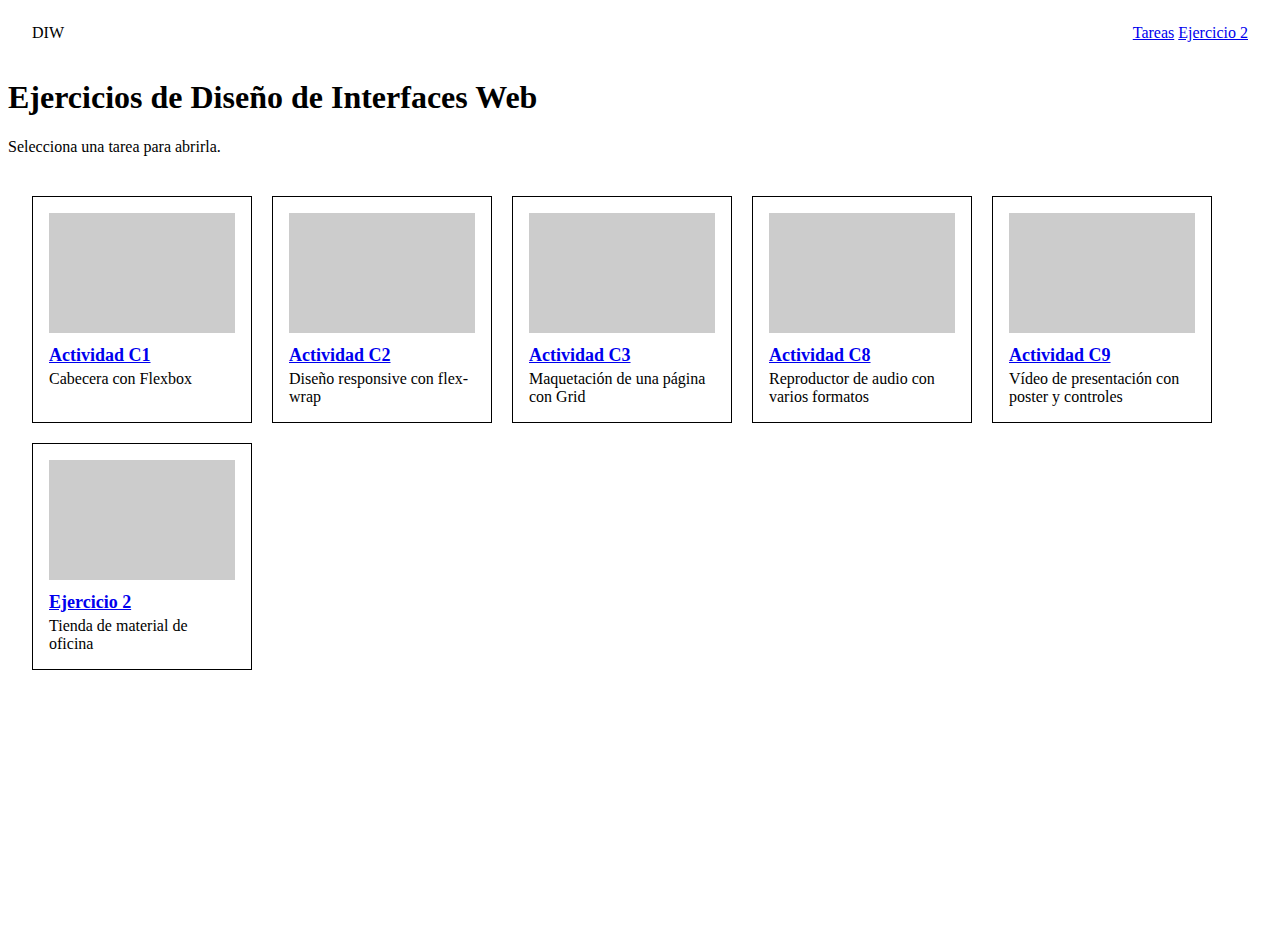 DIW
Tareas Ejercicio 2
Ejercicios de Diseño de Interfaces Web
Selecciona una tarea para abrirla.
Actividad C1
Cabecera con Flexbox
Actividad C2
Diseño responsive con flex-
wrap
Actividad C3
Maquetación de una página
con Grid
Actividad C8
Reproductor de audio con
varios formatos
Actividad C9
Vídeo de presentación con
poster y controles
Ejercicio 2
Tienda de material de
oficina